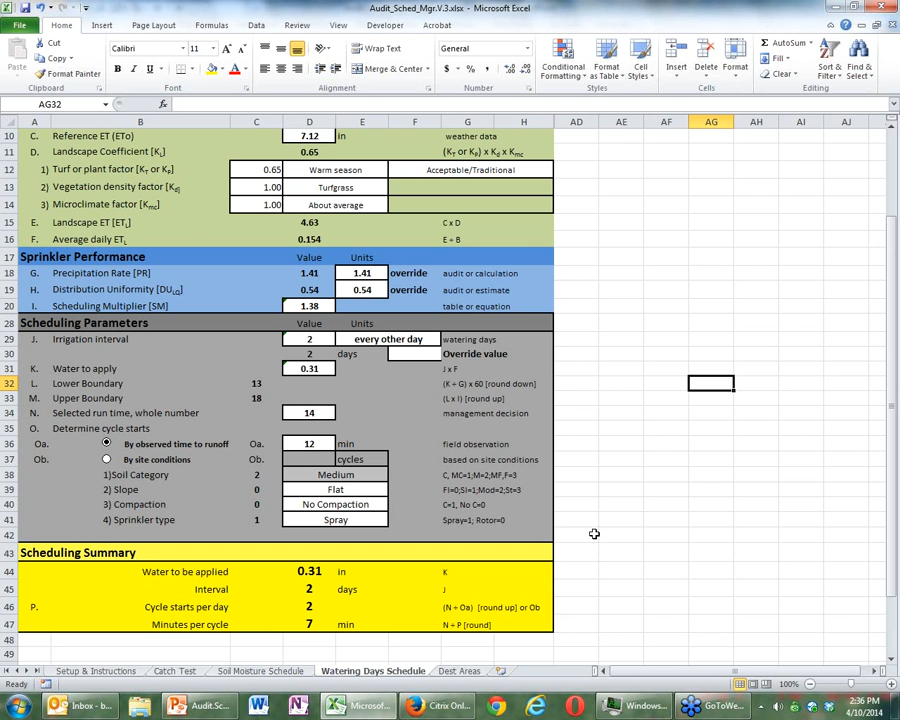 Audit_Sched_Mgr.V.3.xlsx - Microsoft Excel
File Home Insert Page Layout Formulas Data Review View Developer Acrobat
Cut Calibri 11 Wrap Text General AutoSum
Copy Fill
Paste Format Painter B I U A Merge & Center $ % , Conditional Formatting Format as Table Cell Styles Insert Delete Format Clear Sort & Filter Find & Select
Clipboard Font Alignment Number Styles Cells Editing
AG32 fx
A B C D E F G H AD AE AF AG AH AI AJ
10 C. Reference ET (ETo) 7.12 in weather data
11 D. Landscape Coefficient [KL] 0.65 (KT or KP) x Kd x Kmc
12 1) Turf or plant factor [KT or KP] 0.65 Warm season Acceptable/Traditional
13 2) Vegetation density factor [Kd] 1.00 Turfgrass
14 3) Microclimate factor [Kmc] 1.00 About average
15 E. Landscape ET [ETL] 4.63 C x D
16 F. Average daily ETL 0.154 E ÷ B
17 Sprinkler Performance Value Units
18 G. Precipitation Rate [PR] 1.41 1.41 override audit or calculation
19 H. Distribution Uniformity [DULQ] 0.54 0.54 override audit or estimate
20 I. Scheduling Multiplier [SM] 1.38 table or equation
28 Scheduling Parameters Value Units
29 J. Irrigation interval 2 every other day watering days
30 2 days Override value
31 K. Water to apply 0.31 J x F
32 L. Lower Boundary 13 (K ÷ G) x 60 [round down]
33 M. Upper Boundary 18 (L x I) [round up]
34 N. Selected run time, whole number 14 management decision
35 O. Determine cycle starts
36 Oa. By observed time to runoff Oa. 12 min field observation
37 Ob. By site conditions Ob. cycles based on site conditions
38 1)Soil Category 2 Medium C, MC=1;M=2;MF,F=3
39 2) Slope 0 Flat Fl=0;Sl=1;Mod=2;St=3
40 3) Compaction 0 No Compaction C=1, No C=0
41 4) Sprinkler type 1 Spray Spray=1; Rotor=0
42
43 Scheduling Summary
44 Water to be applied 0.31 in K
45 Interval 2 days J
46 P. Cycle starts per day 2 (N ÷ Oa) [round up] or Ob
47 Minutes per cycle 7 min N ÷ P [round]
48
49
Setup & Instructions Catch Test Soil Moisture Schedule Watering Days Schedule Dest Areas
Ready 100%
Inbox - b... Audit.Sc... Microsof... Citrix Onl... Windows... GoToWe... 2:36 PM
4/10/2014